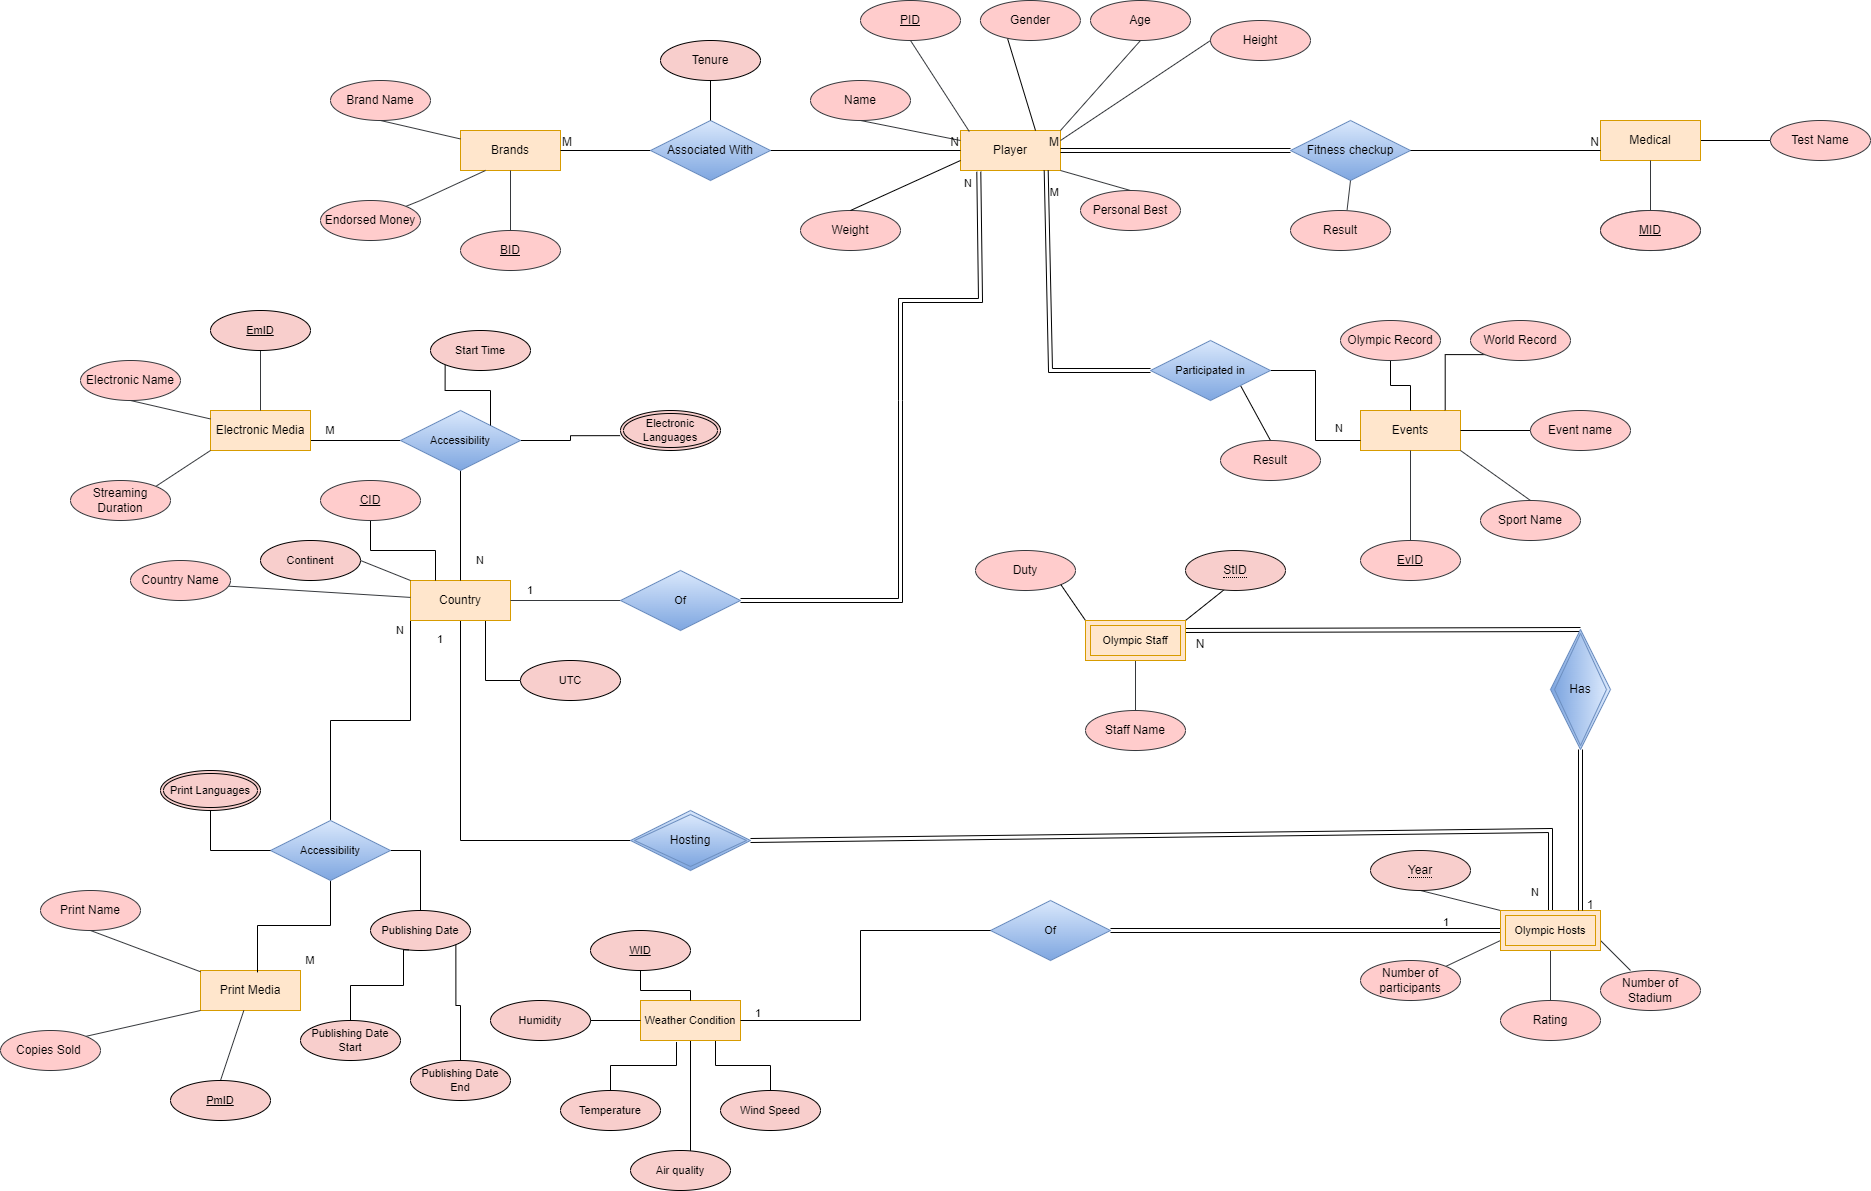 PID
Gender
Age
Height
Tenure
Brand Name
Name
Brands
M
Associated With
N
Player
M
Fitness checkup
N
Medical
Test Name
Endorsed Money
BID
Weight
N
M
Personal Best
Result
MID
EmID
Start Time
Electronic Name
Electronic Media
M
Accessibility
Electronic
Languages
Streaming
Duration
Participated in
Olympic Record
World Record
N
Events
Event name
Result
Sport Name
EvID
CID
Continent
Country Name
N
Country
1
Of
N
1
UTC
Duty
StID
Olympic Staff
N
Staff Name
Has
Print Languages
Accessibility
Hosting
Year
N
1
Print Name
Publishing Date
M
Print Media
Copies Sold
PmID
Publishing Date
Start
Publishing Date
End
WID
Of
1
Olympic Hosts
Number of
participants
Number of
Stadium
Rating
Humidity
Weather Condition
1
Temperature
Wind Speed
Air quality